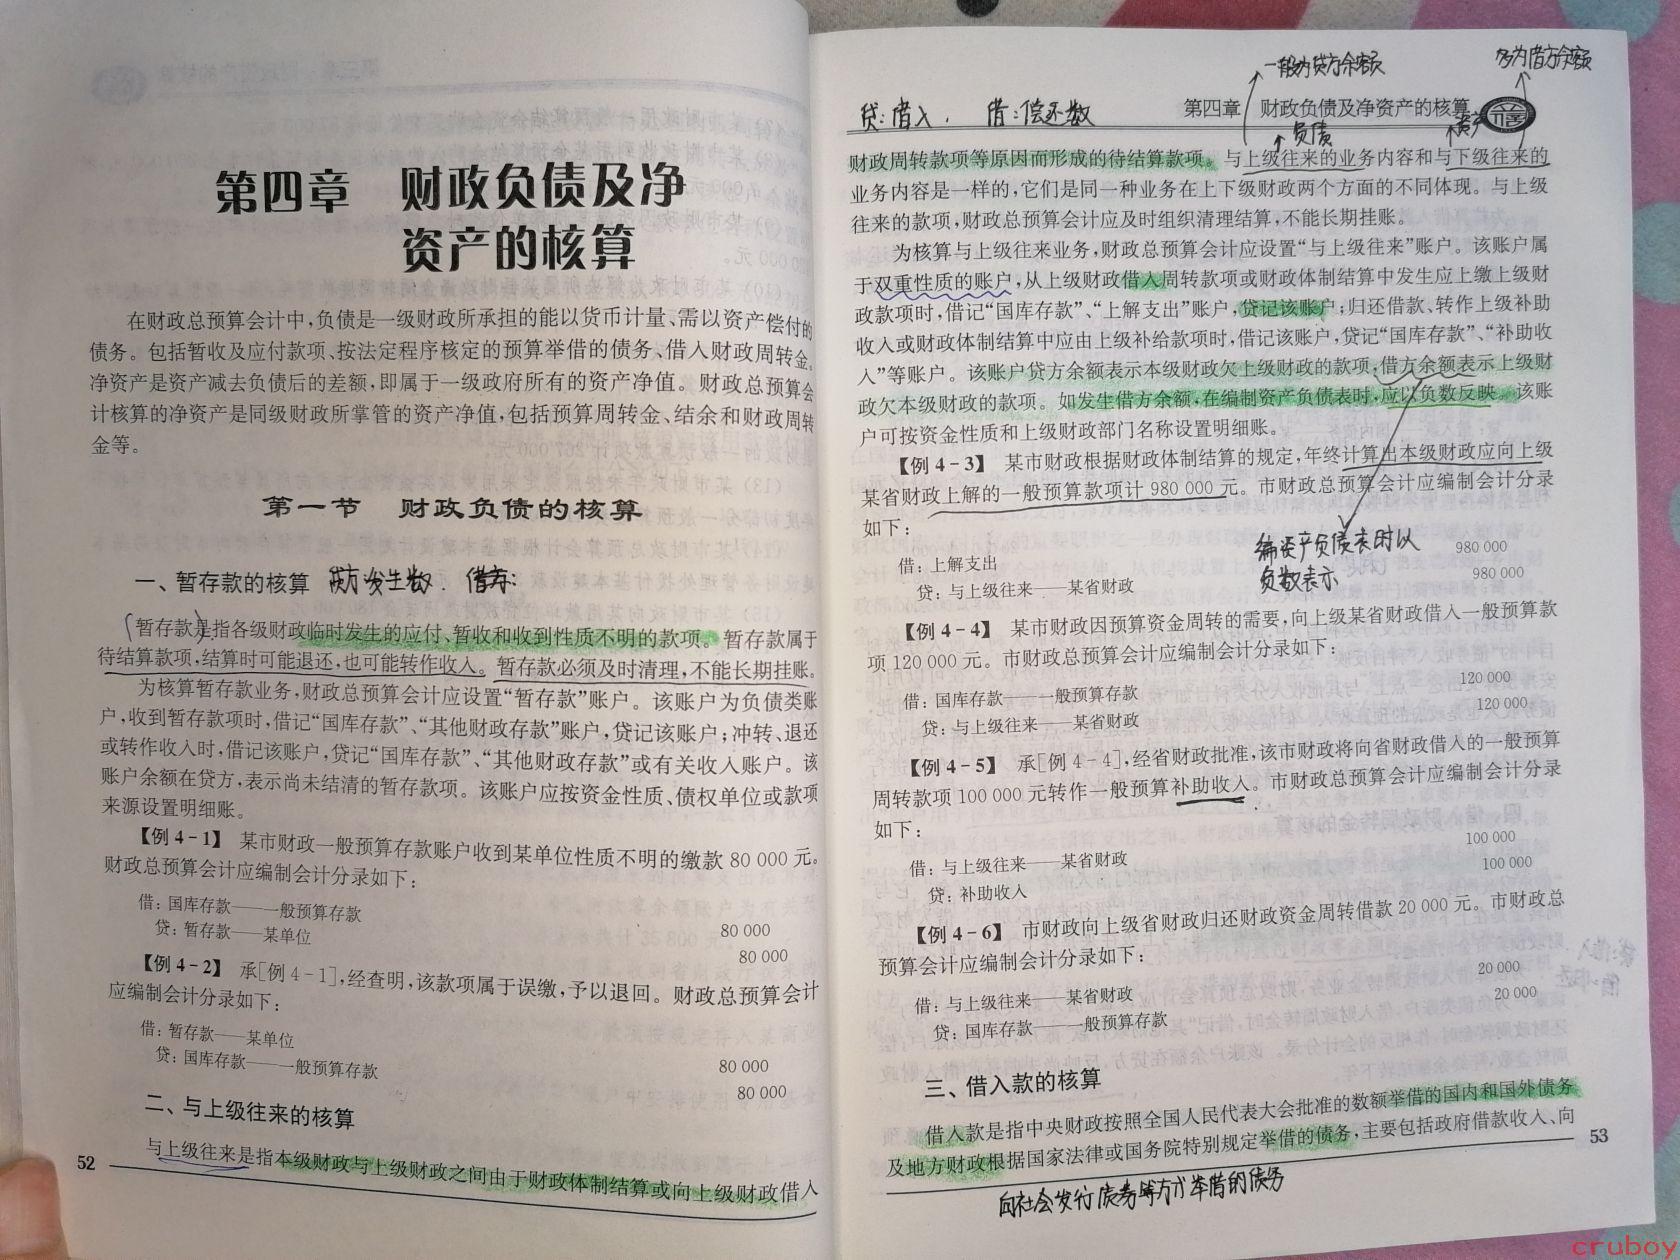 第四章 财政负债及净
资产的核算
在财政总预算会计中,负债是一级财政所承担的能以货币计量、需以资产偿付的
债务。包括暂收及应付款项、按法定程序核定的预算举借的债务、借入财政周转金。
净资产是资产减去负债后的差额,即属于一级政府所有的资产净值。财政总预算会
计核算的净资产是同级财政所掌管的资产净值,包括预算周转金、结余和财政周转
金等。
第一节 财政负债的核算
一、暂存款的核算 贷方发生数. 借方:
暂存款是指各级财政临时发生的应付、暂收和收到性质不明的款项。暂存款属于
待结算款项,结算时可能退还,也可能转作收入。暂存款必须及时清理,不能长期挂账。
为核算暂存款业务,财政总预算会计应设置“暂存款”账户。该账户为负债类账
户,收到暂存款项时,借记“国库存款”、“其他财政存款”账户,贷记该账户;冲转、退还
或转作收入时,借记该账户,贷记“国库存款”、“其他财政存款”或有关收入账户。该
账户余额在贷方,表示尚未结清的暂存款项。该账户应按资金性质、债权单位或款项
来源设置明细账。
【例 4-1】 某市财政一般预算存款账户收到某单位性质不明的缴款 80 000 元。
财政总预算会计应编制会计分录如下:
借: 国库存款——一般预算存款 80 000
贷: 暂存款——某单位 80 000
【例 4-2】 承[例 4-1],经查明,该款项属于误缴,予以退回。财政总预算会计
应编制会计分录如下:
借: 暂存款——某单位 80 000
贷: 国库存款——一般预算存款 80 000
二、与上级往来的核算
与上级往来是指本级财政与上级财政之间由于财政体制结算或向上级财政借入
52
一般为贷方余额
多为借方余额
贷:借入. 借:偿还数
第四章 财政负债及净资产的核算
负债
资产
财政周转款项等原因而形成的待结算款项。与上级往来的业务内容和与下级往来的
业务内容是一样的,它们是同一种业务在上下级财政两个方面的不同体现。与上级
往来的款项,财政总预算会计应及时组织清理结算,不能长期挂账。
为核算与上级往来业务,财政总预算会计应设置“与上级往来”账户。该账户属
于双重性质的账户,从上级财政借入周转款项或财政体制结算中发生应上缴上级财
政款项时,借记“国库存款”、“上解支出”账户,贷记该账户;归还借款、转作上级补助
收入或财政体制结算中应由上级补给款项时,借记该账户,贷记“国库存款”、“补助收
入”等账户。该账户贷方余额表示本级财政欠上级财政的款项;借方余额表示上级财
政欠本级财政的款项。如发生借方余额,在编制资产负债表时,应以负数反映。该账
户可按资金性质和上级财政部门名称设置明细账。
【例 4-3】 某市财政根据财政体制结算的规定,年终计算出本级财政应向上级
某省财政上解的一般预算款项计 980 000 元。市财政总预算会计应编制会计分录
如下:
编资产负债表时以
负数表示
借: 上解支出 980 000
贷: 与上级往来——某省财政 980 000
【例 4-4】 某市财政因预算资金周转的需要,向上级某省财政借入一般预算款
项 120 000 元。市财政总预算会计应编制会计分录如下:
借: 国库存款——一般预算存款 120 000
贷: 与上级往来——某省财政 120 000
【例 4-5】 承[例 4-4],经省财政批准,该市财政将向省财政借入的一般预算
周转款项 100 000 元转作一般预算补助收入。市财政总预算会计应编制会计分录
如下:
借: 与上级往来——某省财政 100 000
贷: 补助收入 100 000
【例 4-6】 市财政向上级省财政归还财政资金周转借款 20 000 元。市财政总
预算会计应编制会计分录如下:
借: 与上级往来——某省财政 20 000
贷: 国库存款——一般预算存款 20 000
三、借入款的核算
借入款是指中央财政按照全国人民代表大会批准的数额举借的国内和国外债务
及地方财政根据国家法律或国务院特别规定举借的债务,主要包括政府借款收入、向
53
向社会发行债券等方式举借的债务
cruboy